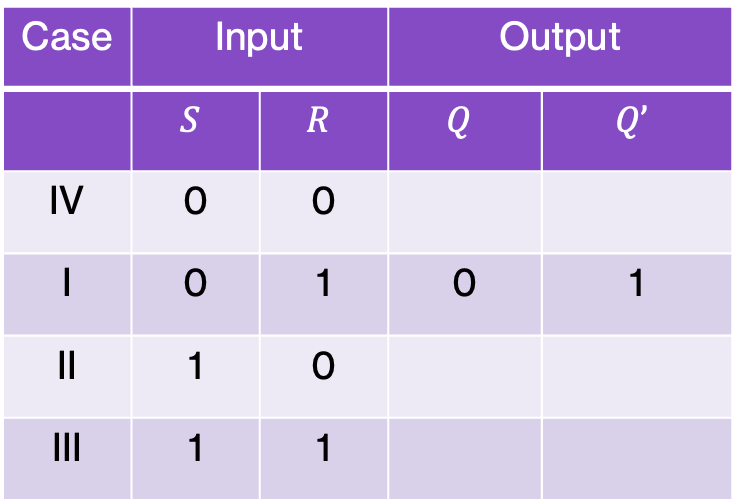 Case Input Output
S R Q Q’
IV 0 0
I 0 1 0 1
II 1 0
III 1 1